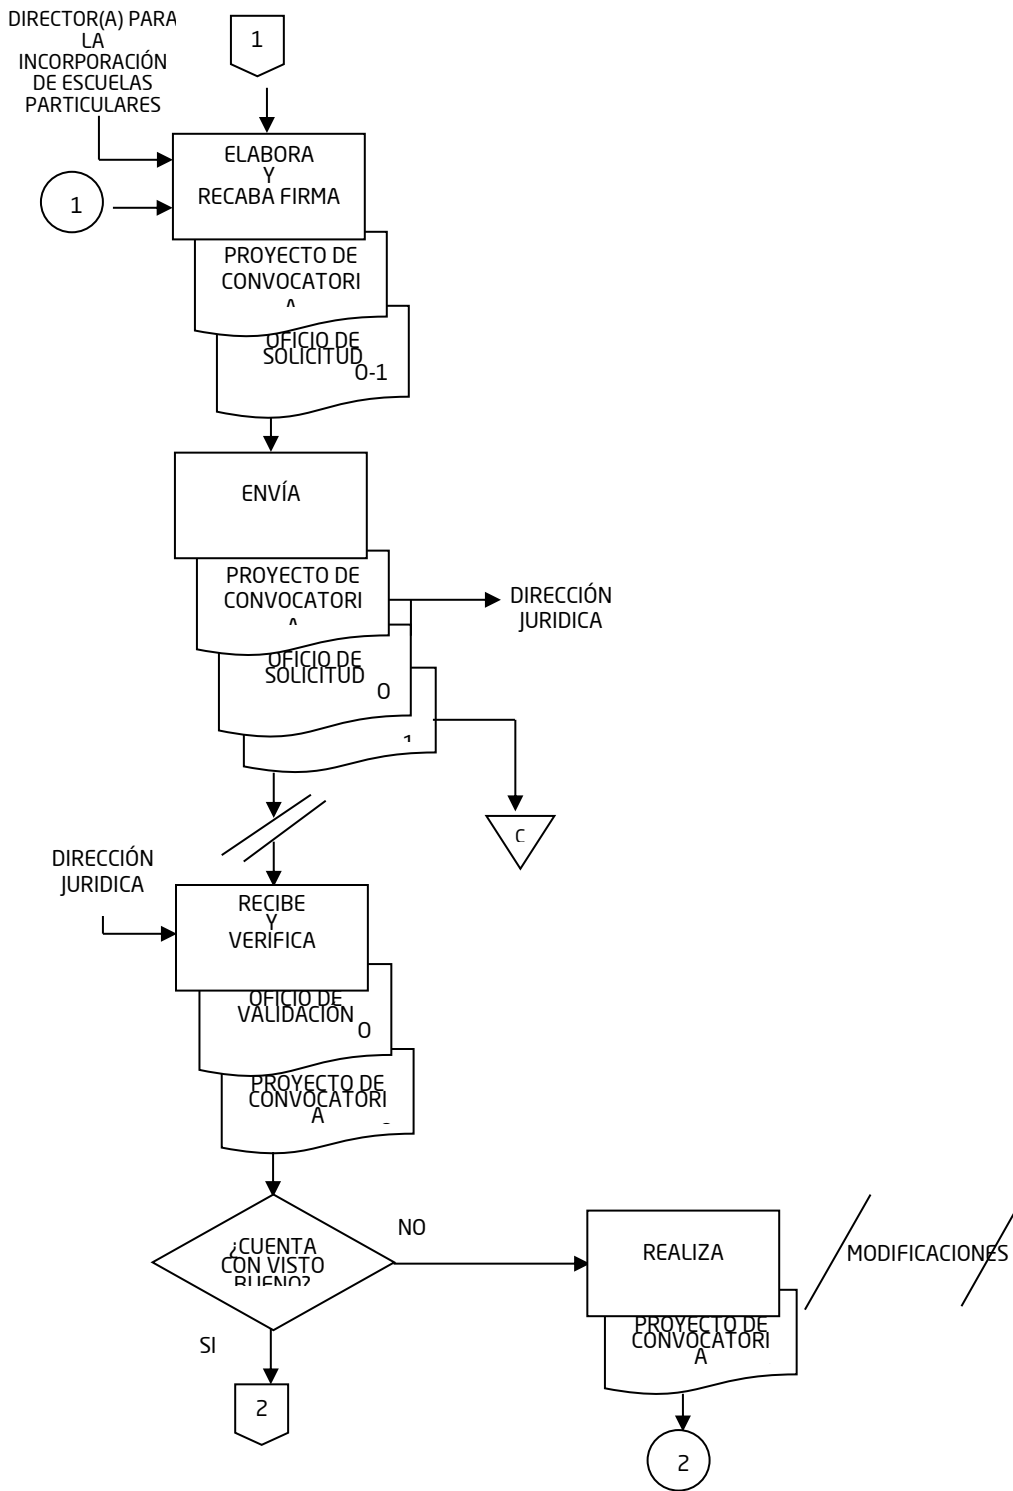 DIRECTOR(A) PARA
LA
INCORPORACIÓN
DE ESCUELAS
PARTICULARES
1
1
ELABORA
Y
RECABA FIRMA
PROYECTO DE
CONVOCATORI
A
OFICIO DE
SOLICITUD
O-1
ENVÍA
PROYECTO DE
CONVOCATORI
A
DIRECCIÓN
JURIDICA
OFICIO DE
SOLICITUD
O
1
C
DIRECCIÓN
JURIDICA
RECIBE
Y
VERIFICA
OFICIO DE
VALIDACIÓN
O
PROYECTO DE
CONVOCATORI
A
¿CUENTA
CON VISTO
BUENO?
NO
SI
2
REALIZA
MODIFICACIONES
PROYECTO DE
CONVOCATORI
A
2